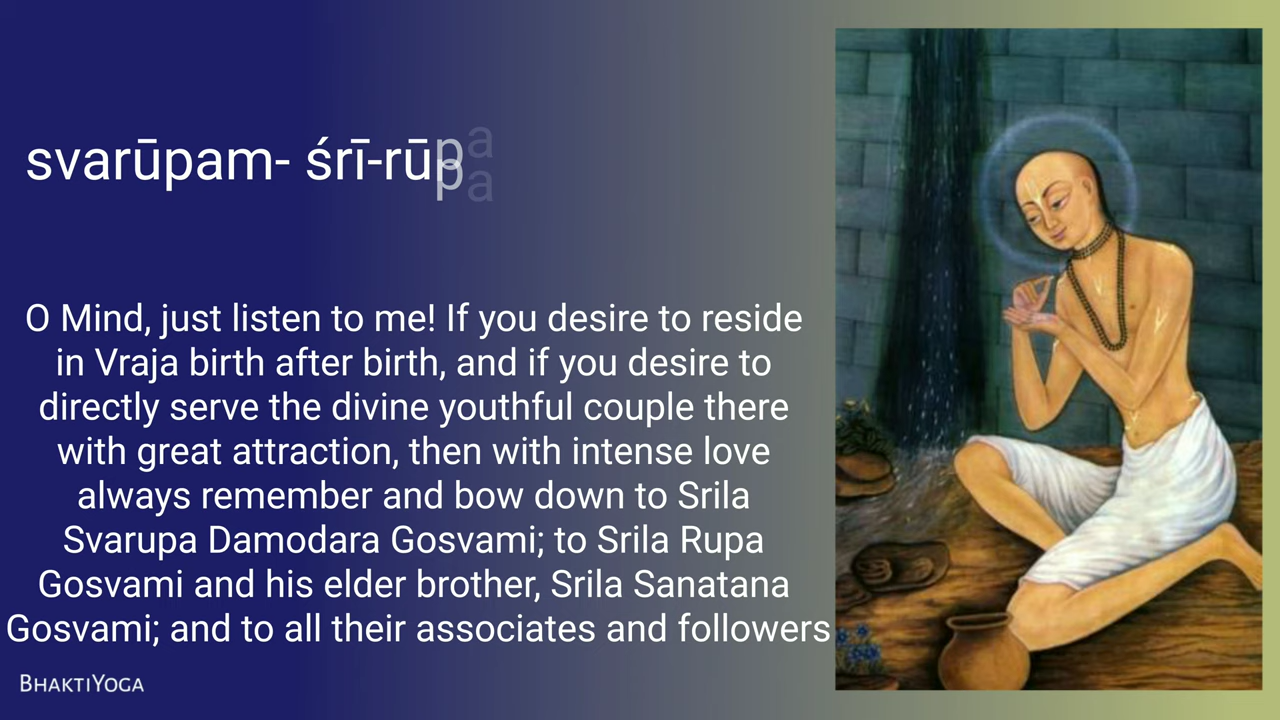 svarūpam- śrī-rūpa
O Mind, just listen to me! If you desire to reside
in Vraja birth after birth, and if you desire to
directly serve the divine youthful couple there
with great attraction, then with intense love
always remember and bow down to Srila
Svarupa Damodara Gosvami; to Srila Rupa
Gosvami and his elder brother, Srila Sanatana
Gosvami; and to all their associates and followers
BHAKTIYOGA